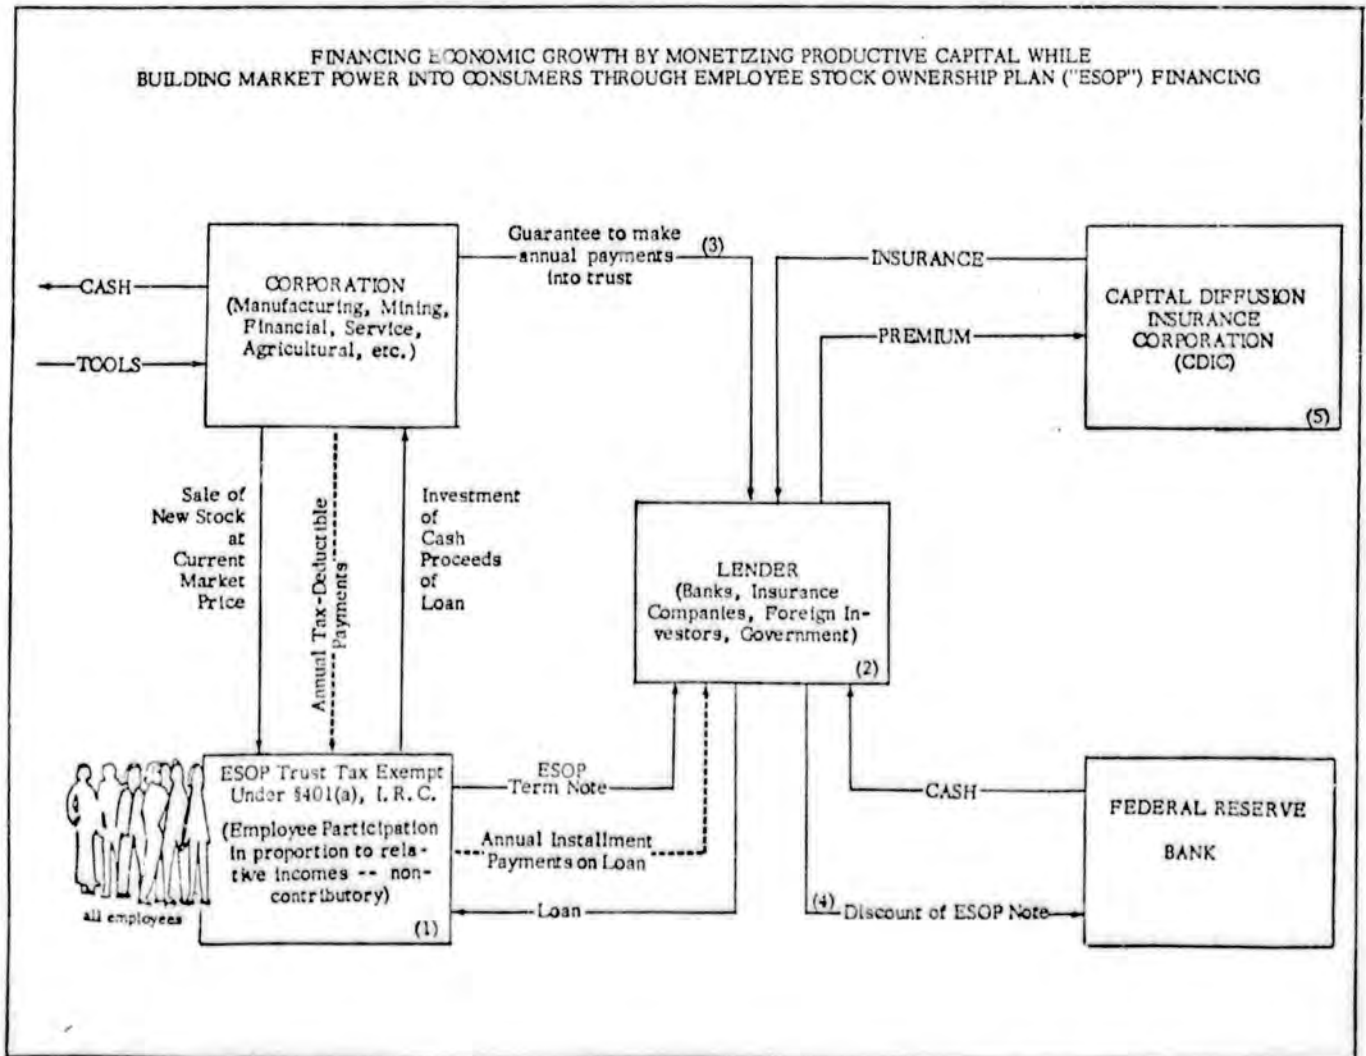 FINANCING ECONOMIC GROWTH BY MONETIZING PRODUCTIVE CAPITAL WHILE
BUILDING MARKET POWER INTO CONSUMERS THROUGH EMPLOYEE STOCK OWNERSHIP PLAN ("ESOP") FINANCING
CASH
TOOLS
CORPORATION
(Manufacturing, Mining,
Financial, Service,
Agricultural, etc.)
Guarantee to make
annual payments
into trust
(3)
INSURANCE
PREMIUM
CAPITAL DIFFUSION
INSURANCE
CORPORATION
(CDIC)
(5)
Sale of
New Stock
at
Current
Market
Price
Annual Tax-Deductible
Payments
Investment
of
Cash
Proceeds
of
Loan
LENDER
(Banks, Insurance
Companies, Foreign In-
vestors, Government)
(2)
all employees
ESOP Trust Tax Exempt
Under §401(a), I.R.C.
(Employee Participation
in proportion to rela-
tive incomes -- non-
contributory)
(1)
ESOP
Term Note
Annual Installment
Payments on Loan
Loan
CASH
(4)
Discount of ESOP Note
FEDERAL RESERVE
BANK